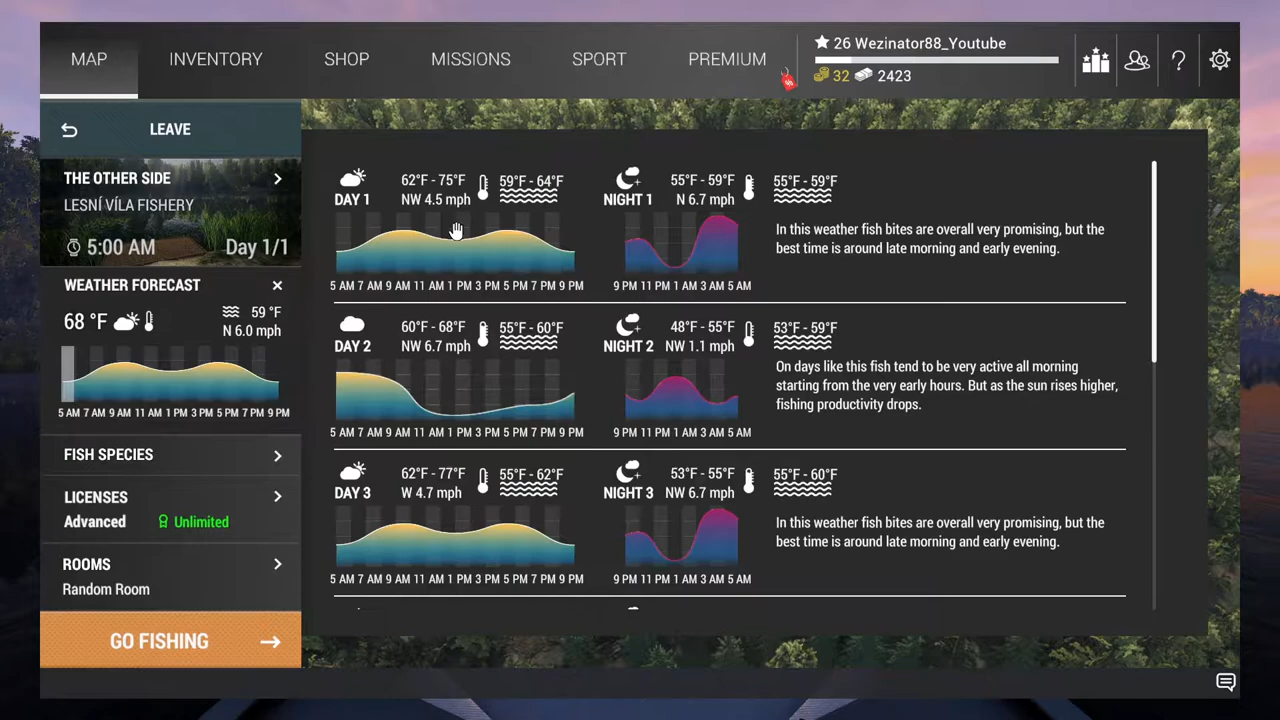 MAP
INVENTORY
SHOP
MISSIONS
SPORT
PREMIUM
%
26 Wezinator88_Youtube
32 2423
?
LEAVE
THE OTHER SIDE
LESNÍ VÍLA FISHERY
5:00 AM Day 1/1
WEATHER FORECAST
68 °F 59 °F
N 6.0 mph
5 AM 7 AM 9 AM 11 AM 1 PM 3 PM 5 PM 7 PM 9 PM
FISH SPECIES
LICENSES
Advanced Unlimited
ROOMS
Random Room
GO FISHING
62°F - 75°F 59°F - 64°F
DAY 1 NW 4.5 mph
5 AM 7 AM 9 AM 11 AM 1 PM 3 PM 5 PM 7 PM 9 PM
55°F - 59°F 55°F - 59°F
NIGHT 1 N 6.7 mph
9 PM 11 PM 1 AM 3 AM 5 AM
In this weather fish bites are overall very promising, but the
best time is around late morning and early evening.
60°F - 68°F 55°F - 60°F
DAY 2 NW 6.7 mph
5 AM 7 AM 9 AM 11 AM 1 PM 3 PM 5 PM 7 PM 9 PM
48°F - 55°F 53°F - 59°F
NIGHT 2 NW 1.1 mph
9 PM 11 PM 1 AM 3 AM 5 AM
On days like this fish tend to be very active all morning
starting from the very early hours. But as the sun rises higher,
fishing productivity drops.
62°F - 77°F 55°F - 62°F
DAY 3 W 4.7 mph
5 AM 7 AM 9 AM 11 AM 1 PM 3 PM 5 PM 7 PM 9 PM
53°F - 55°F 55°F - 60°F
NIGHT 3 NW 6.7 mph
9 PM 11 PM 1 AM 3 AM 5 AM
In this weather fish bites are overall very promising, but the
best time is around late morning and early evening.